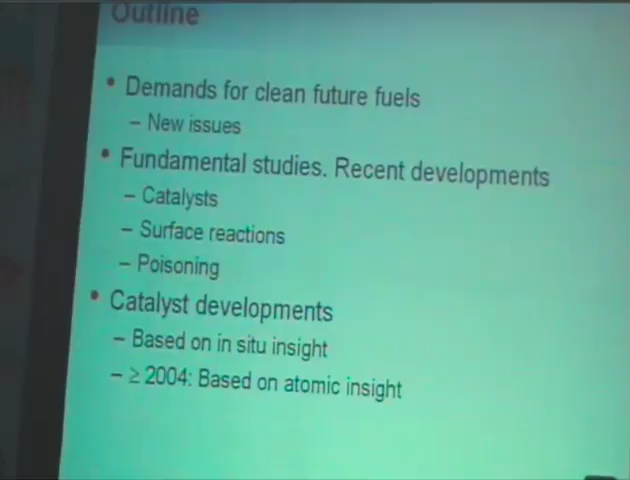 Outline
• Demands for clean future fuels
– New issues
• Fundamental studies. Recent developments
– Catalysts
– Surface reactions
– Poisoning
• Catalyst developments
– Based on in situ insight
– ≥ 2004: Based on atomic insight